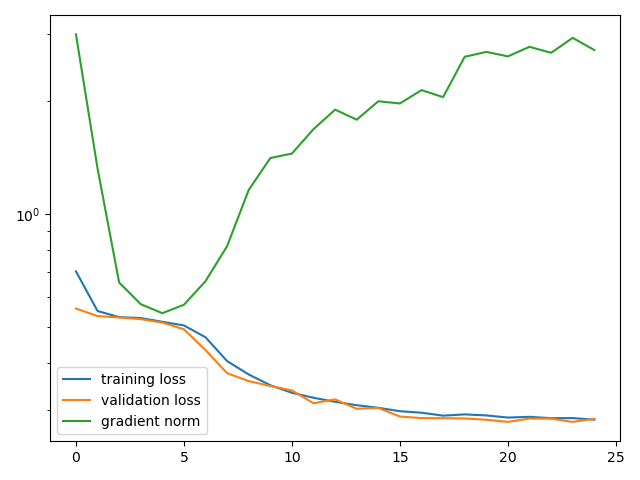 10⁰
training loss
validation loss
gradient norm
0 5 10 15 20 25